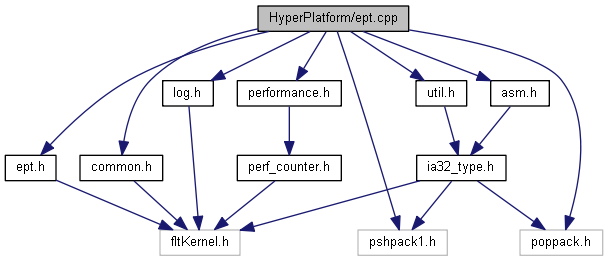 HyperPlatform/ept.cpp
log.h
performance.h
util.h
asm.h
ept.h
common.h
perf_counter.h
ia32_type.h
fltKernel.h
pshpack1.h
poppack.h